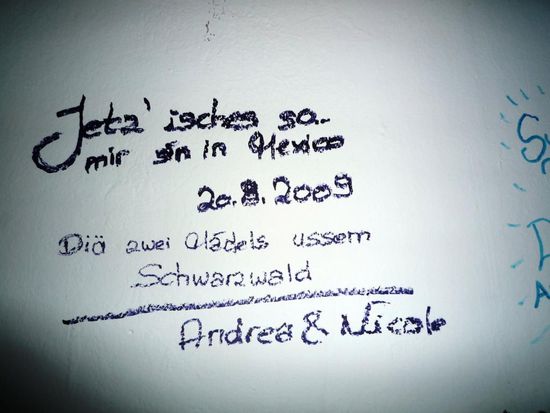 Jetz' isches so..
mir sin in Mexico
20.8.2009
Diä zwei Mädels ussem
Schwarzwald
Andrea & Nicole